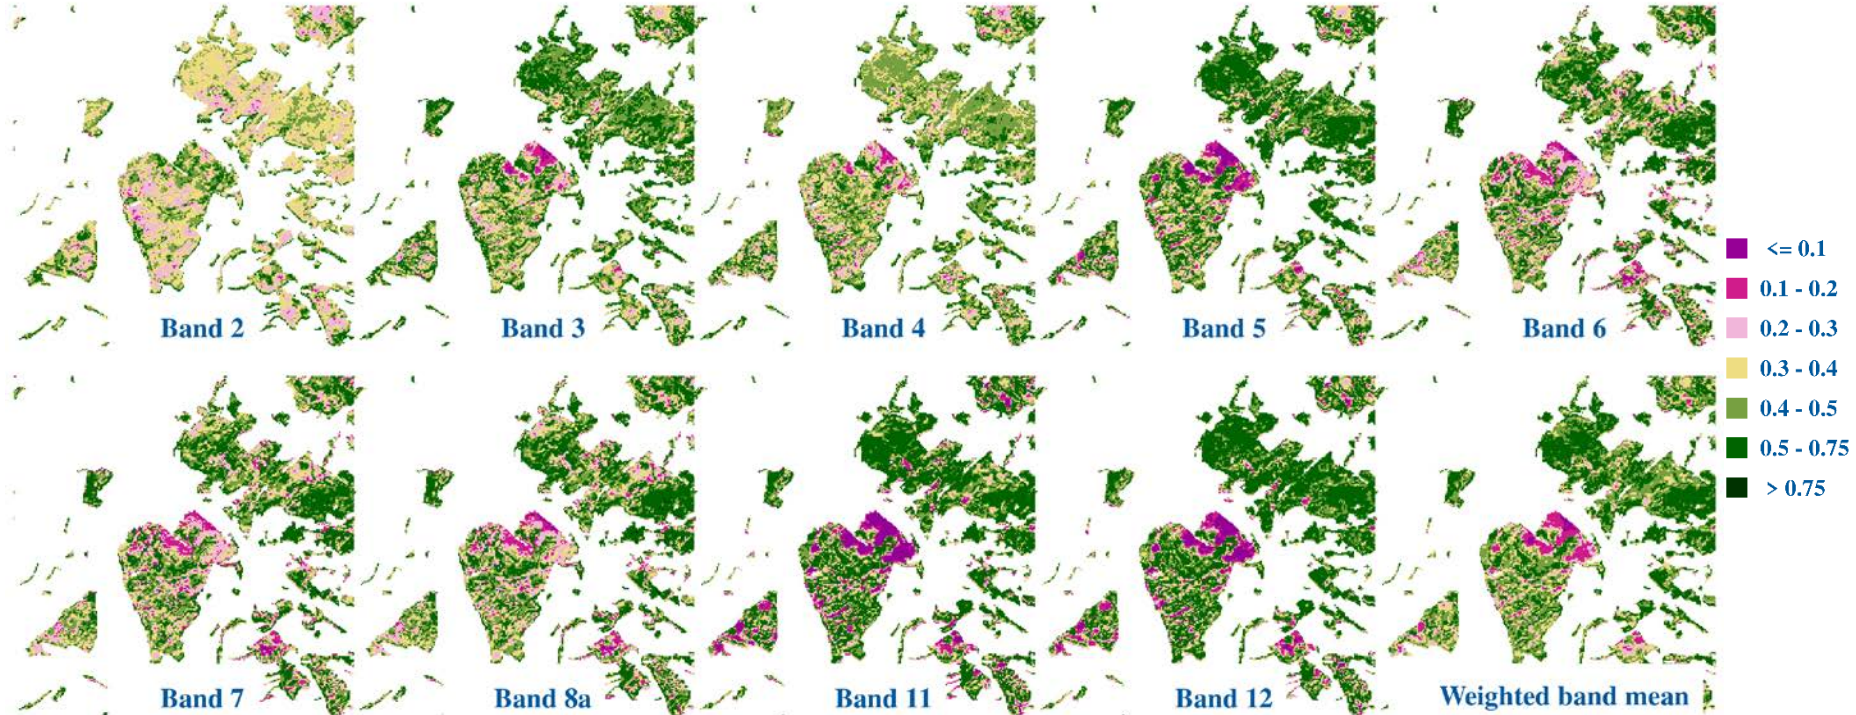 Band 2
Band 3
Band 4
Band 5
Band 6
<= 0.1
0.1 - 0.2
0.2 - 0.3
0.3 - 0.4
0.4 - 0.5
0.5 - 0.75
> 0.75
Band 7
Band 8a
Band 11
Band 12
Weighted band mean